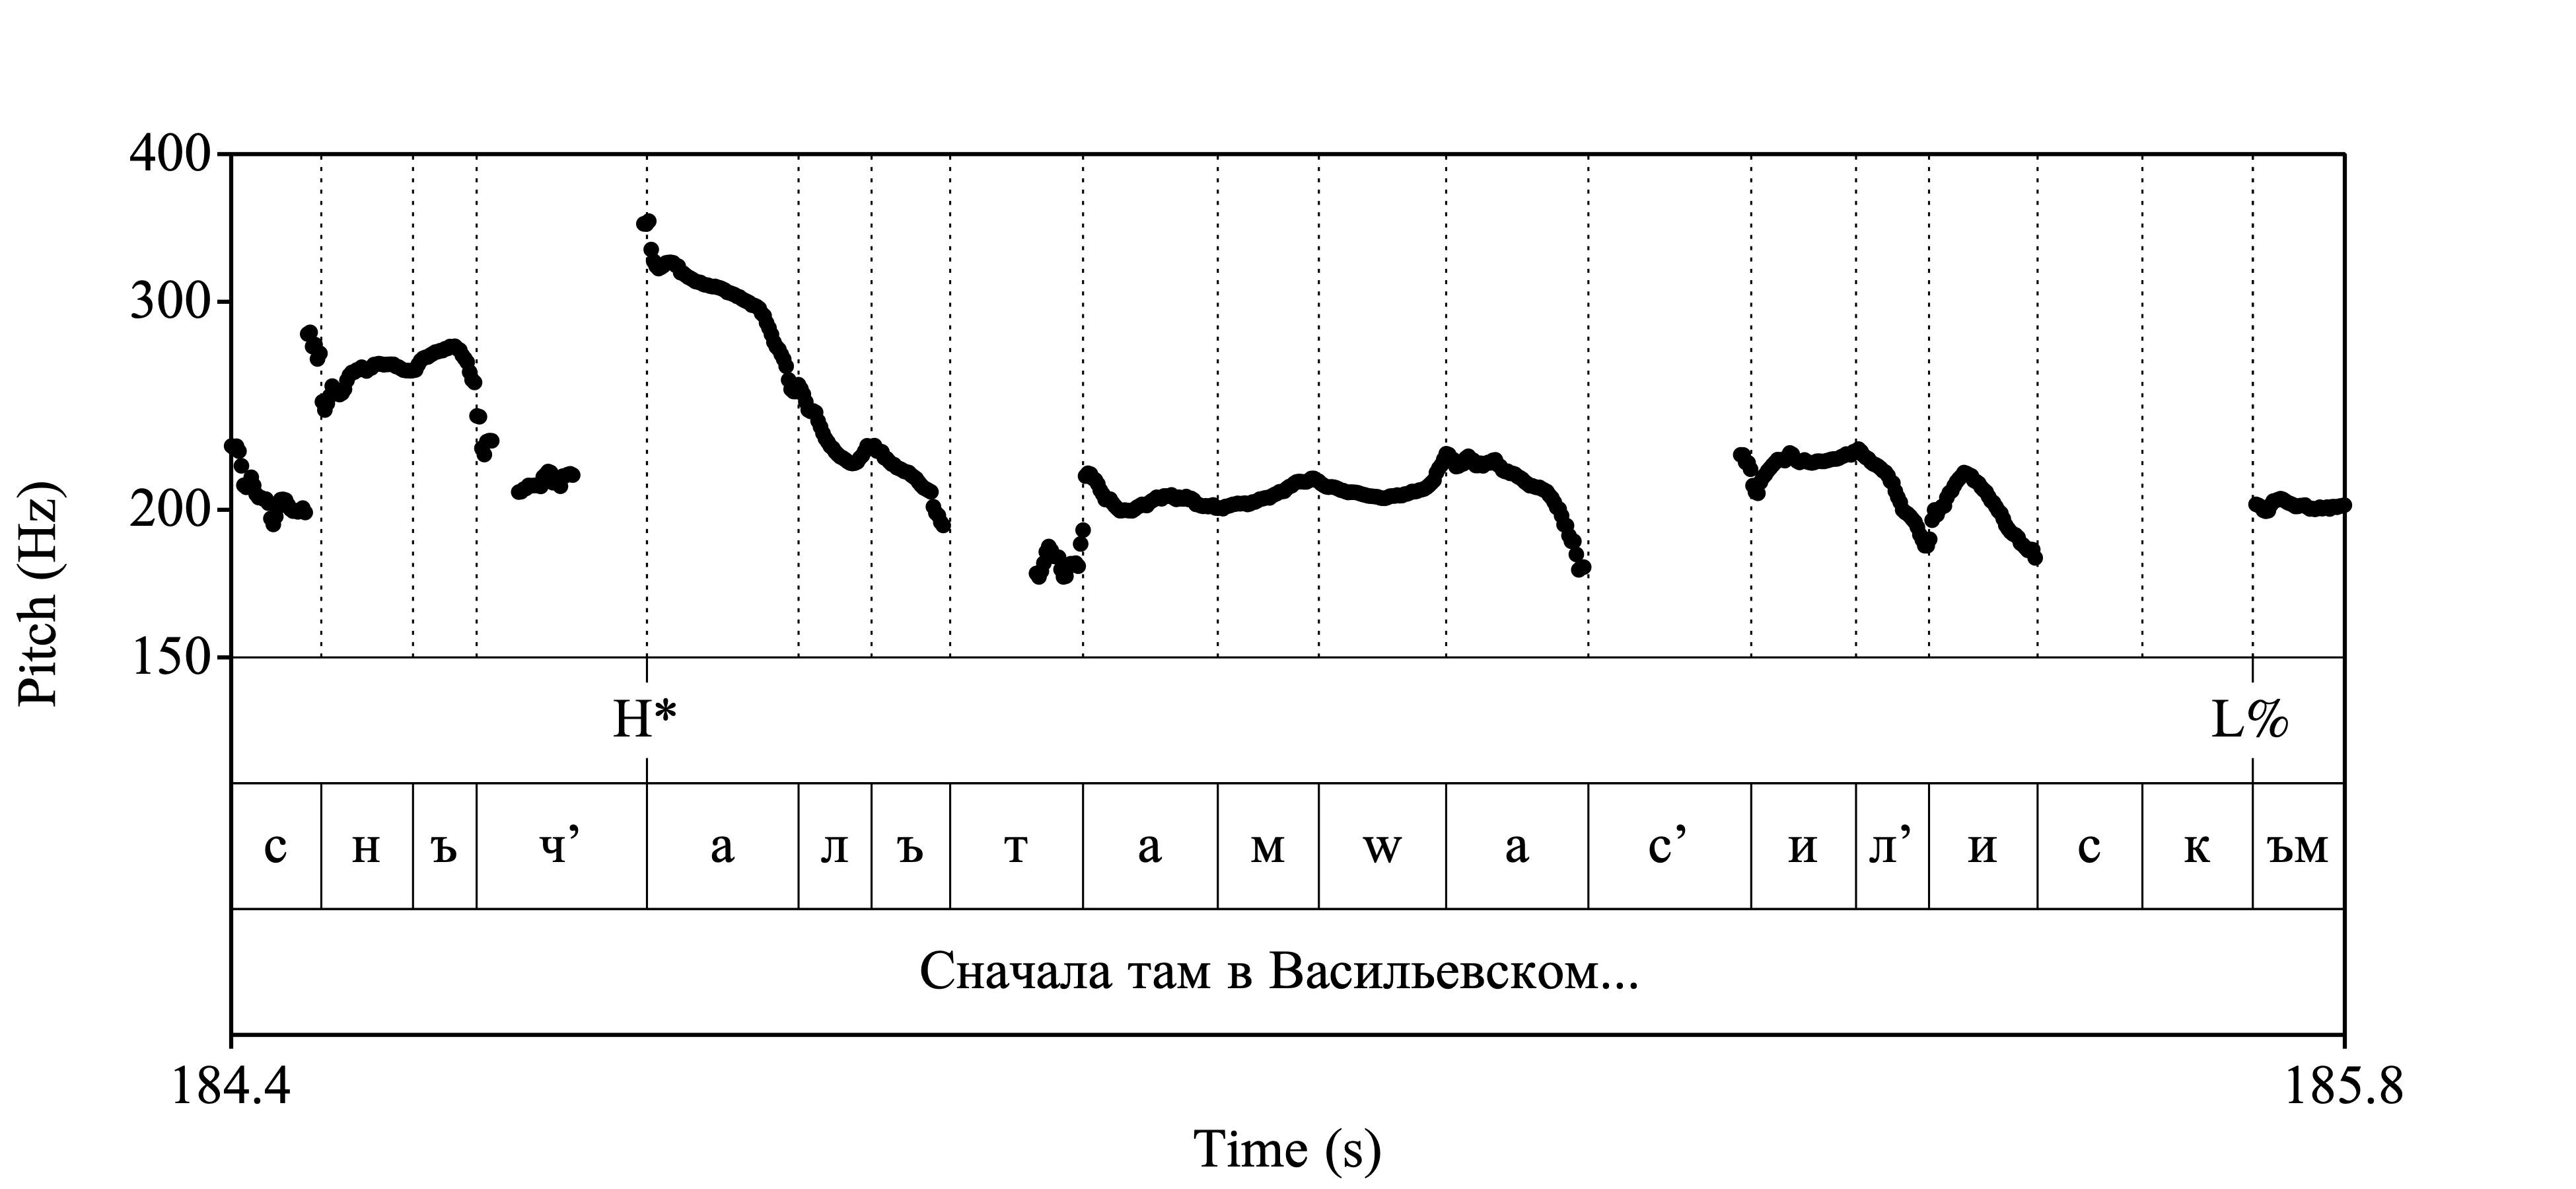 400
300
200
150
Pitch (Hz)
H* L%
с н ъ ч’ а л ъ т а м w а с’ и л’ и с к ъм
Сначала там в Васильевском...
184.4 185.8
Time (s)